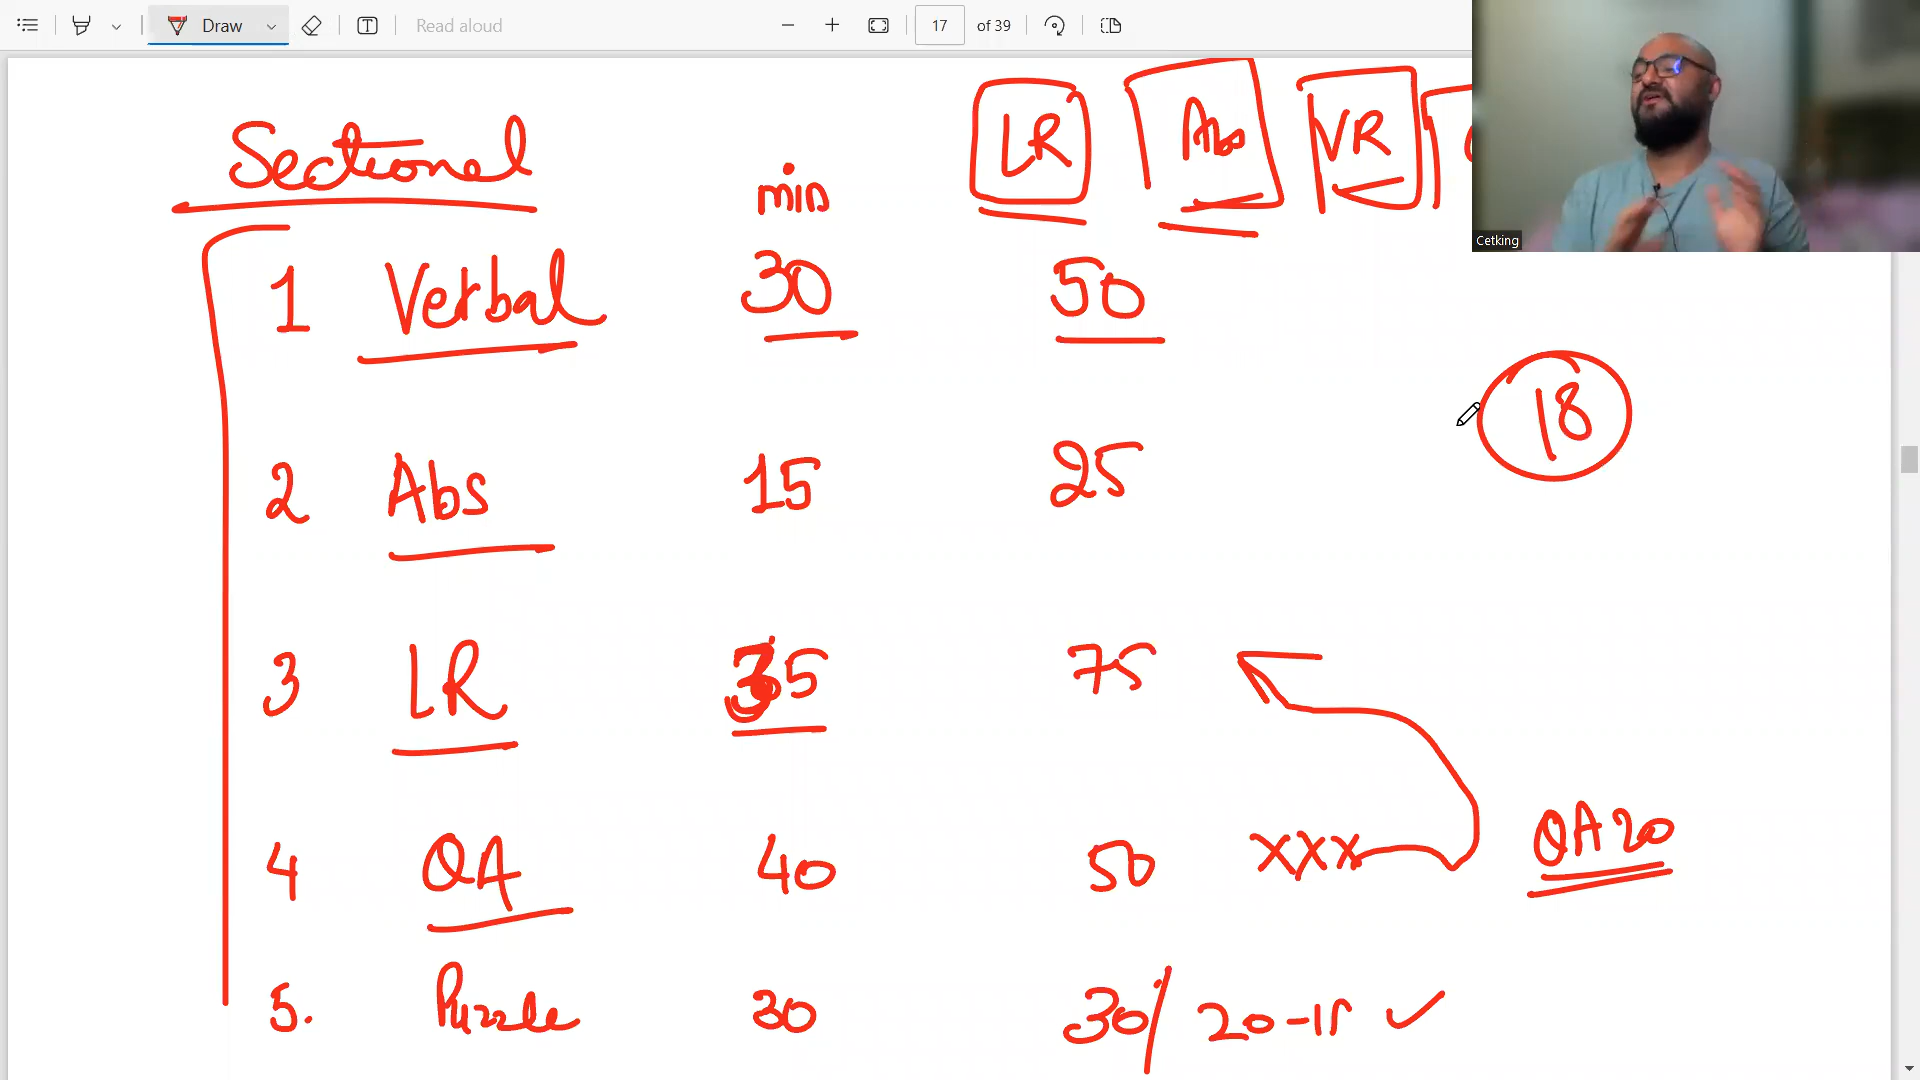 Draw
Read aloud
17 of 39
Cetking
LR Abs VR
Sectional min
1 Verbal 30 50
18
2 Abs 15 25
3 LR 35 75
4 QA 40 50 XXX QA 20
5. Puzzle 30 30/ 20-15 ✓